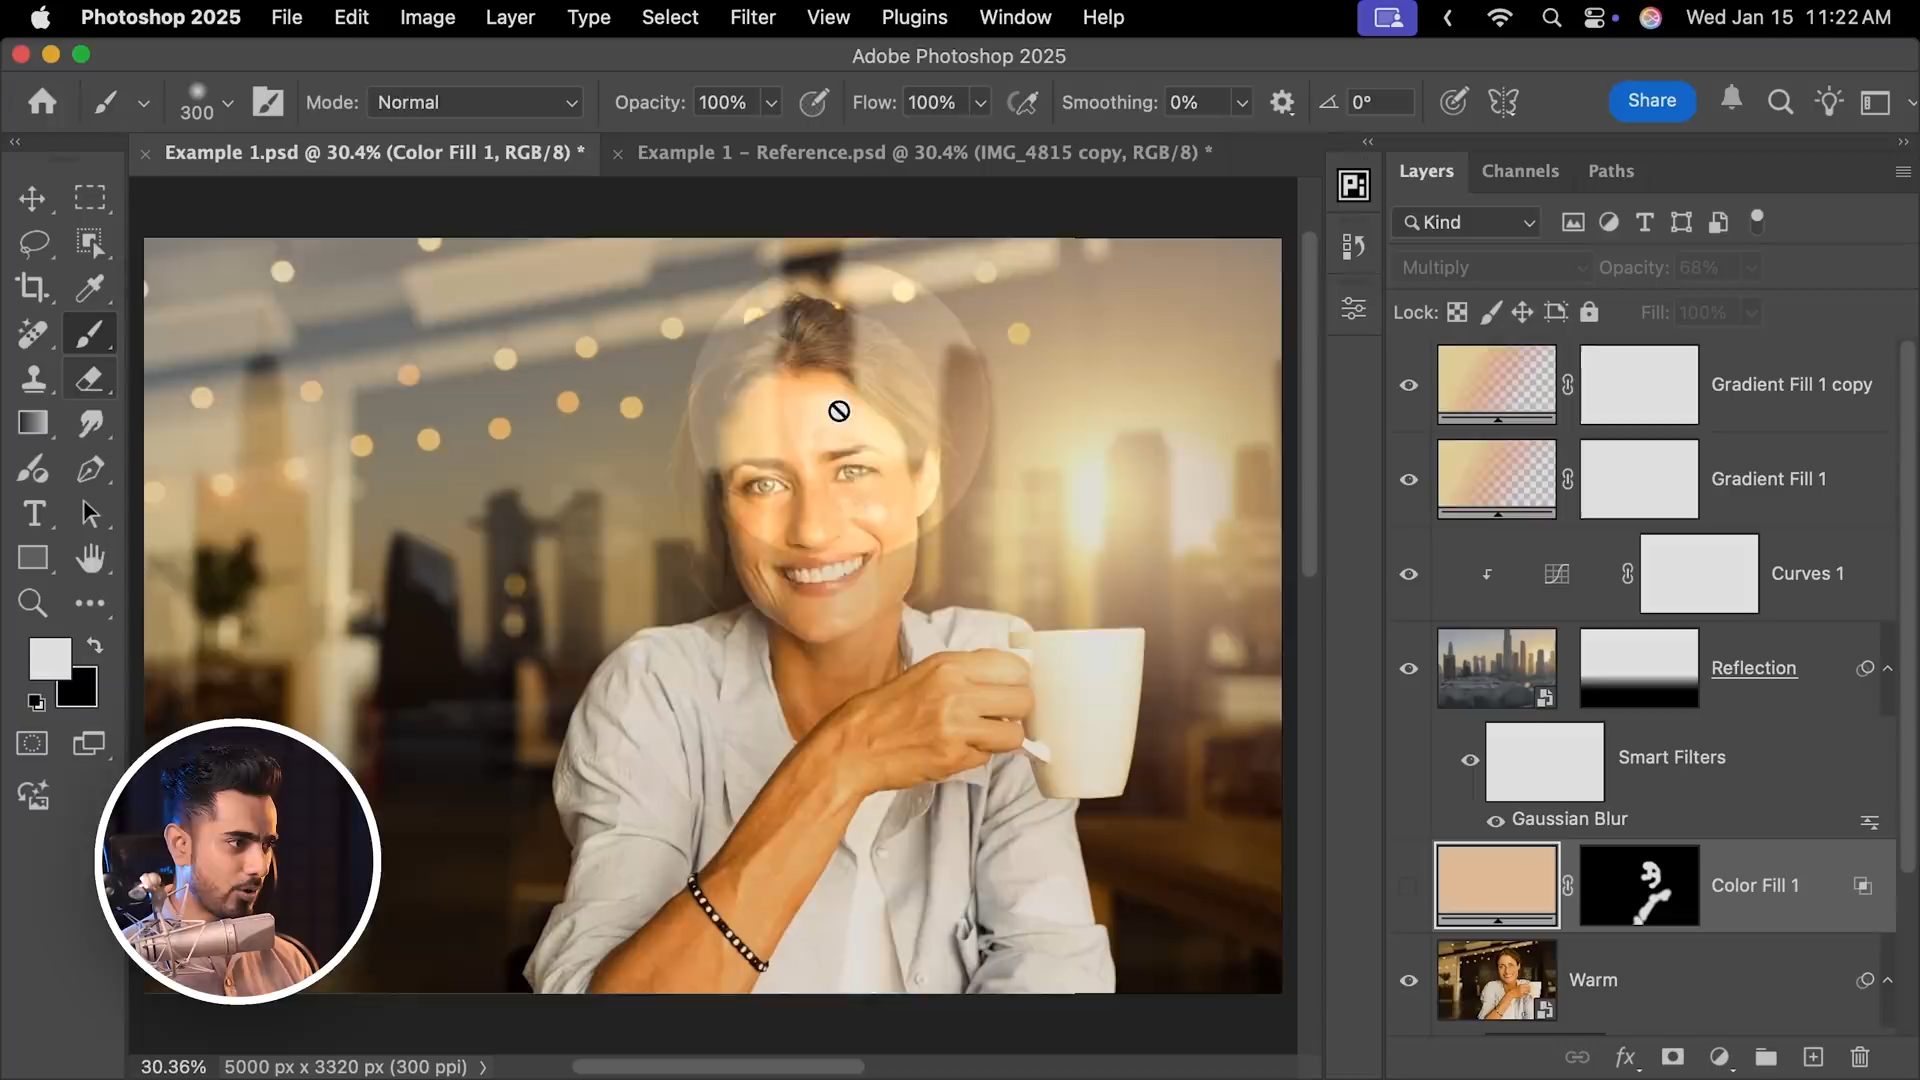 Photoshop 2025 File Edit Image Layer Type Select Filter View Plugins Window Help Wed Jan 15 11:22 AM
Adobe Photoshop 2025
300 Mode: Normal Opacity: 100% Flow: 100% Smoothing: 0% 0° Share
Example 1.psd @ 30.4% (Color Fill 1, RGB/8) * Example 1 – Reference.psd @ 30.4% (IMG_4815 copy, RGB/8) *
Layers Channels Paths
Kind
Multiply Opacity: 68%
Lock: Fill: 100%
Gradient Fill 1 copy
Gradient Fill 1
Curves 1
Reflection
Smart Filters
Gaussian Blur
Color Fill 1
Warm
30.36% 5000 px x 3320 px (300 ppi)